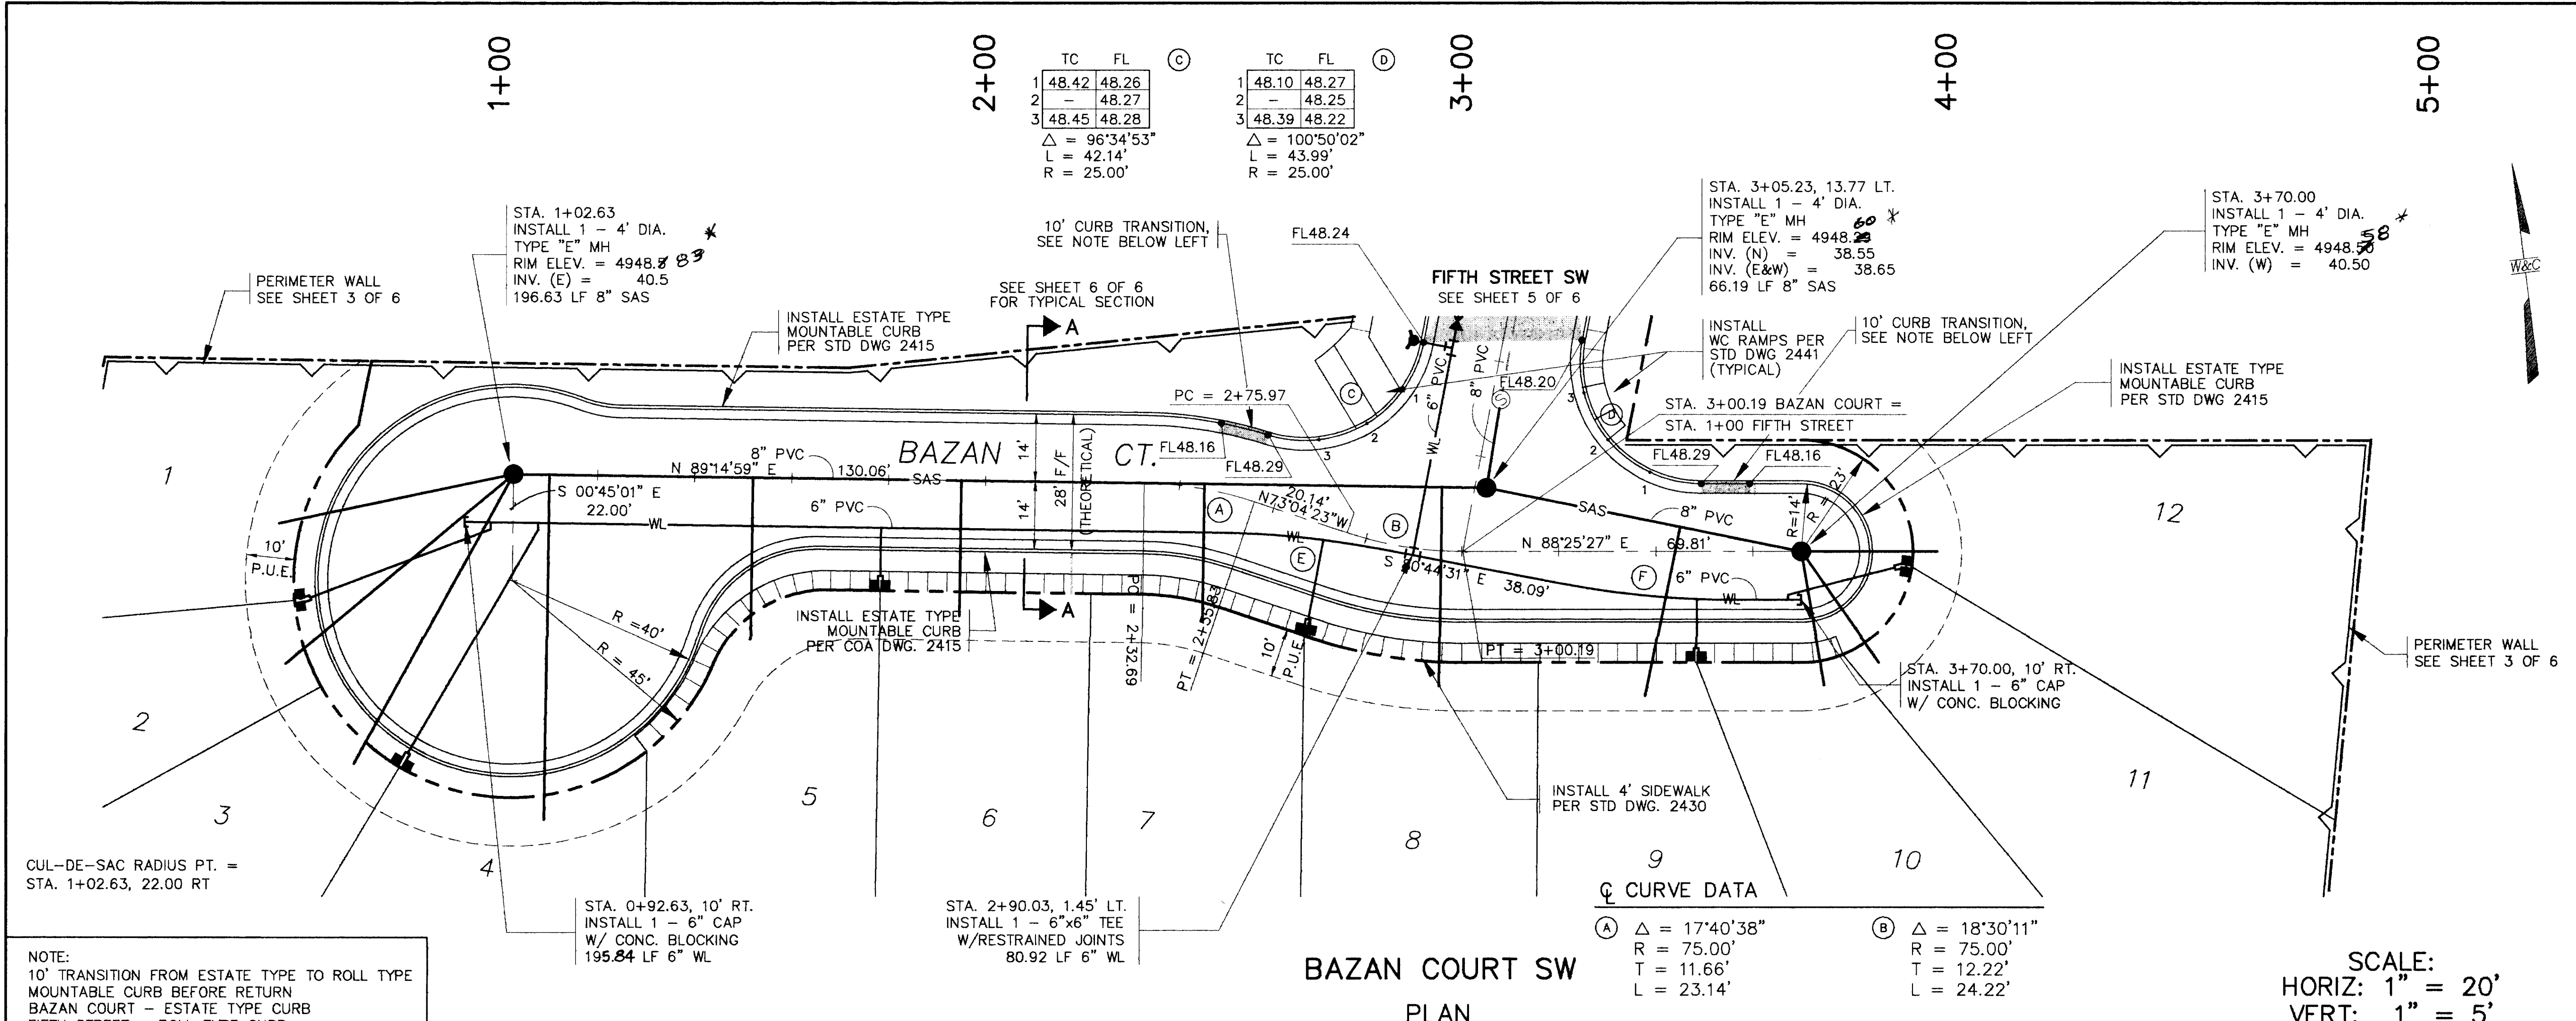 1+00
2+00
3+00
4+00
5+00
TC FL
C
1 48.42 48.26
2 – 48.27
3 48.45 48.28
△ = 96°34'53"
L = 42.14'
R = 25.00'
TC FL
D
1 48.10 48.27
2 – 48.25
3 48.39 48.22
△ = 100°50'02"
L = 43.99'
R = 25.00'
PERIMETER WALL
SEE SHEET 3 OF 6
STA. 1+02.63
INSTALL 1 – 4' DIA. *
TYPE "E" MH
RIM ELEV. = 4948. 83
INV. (E) = 40.5
196.63 LF 8" SAS
INSTALL ESTATE TYPE
MOUNTABLE CURB
PER STD DWG 2415
SEE SHEET 6 OF 6
FOR TYPICAL SECTION
A
10' CURB TRANSITION,
SEE NOTE BELOW LEFT
FL48.24
FIFTH STREET SW
SEE SHEET 5 OF 6
STA. 3+05.23, 13.77 LT.
INSTALL 1 – 4' DIA.
TYPE "E" MH 60 *
RIM ELEV. = 4948.
INV. (N) = 38.55
INV. (E&W) = 38.65
66.19 LF 8" SAS
STA. 3+70.00
INSTALL 1 – 4' DIA. *
TYPE "E" MH 58
RIM ELEV. = 4948.50
INV. (W) = 40.50
W&C
INSTALL
WC RAMPS PER
STD DWG 2441
(TYPICAL)
10' CURB TRANSITION,
SEE NOTE BELOW LEFT
INSTALL ESTATE TYPE
MOUNTABLE CURB
PER STD DWG 2415
PC = 2+75.97
C
1
2
3
WL
6" PVC
8" PVC
S
FL48.20
D
3
2
1
STA. 3+00.19 BAZAN COURT =
STA. 1+00 FIFTH STREET
BAZAN CT.
FL48.16
FL48.29
FL48.29
FL48.16
R = 23'
R=14'
1
8" PVC
N 89°14'59" E 130.06'
SAS
14'
14'
28' F/F
(THEORETICAL)
S 00°45'01" E
22.00'
WL
6" PVC
A
20.14'
N73°04'23"W
B
WL
E
SAS
8" PVC
N 88°25'27" E 69.81'
12
10'
P.U.E.
S 0°44'31" E 38.09'
F
6" PVC
WL
R =40'
R = 45'
INSTALL ESTATE TYPE
MOUNTABLE CURB
PER COA DWG. 2415
A
PC = 2+32.69
PT = 2+55.83
10'
P.U.E.
PT = 3+00.19
STA. 3+70.00, 10' RT.
INSTALL 1 – 6" CAP
W/ CONC. BLOCKING
PERIMETER WALL
SEE SHEET 3 OF 6
2
3
4
5
6
7
8
9
10
11
INSTALL 4' SIDEWALK
PER STD DWG. 2430
CUL–DE–SAC RADIUS PT. =
STA. 1+02.63, 22.00 RT
STA. 0+92.63, 10' RT.
INSTALL 1 – 6" CAP
W/ CONC. BLOCKING
195.84 LF 6" WL
STA. 2+90.03, 1.45' LT.
INSTALL 1 – 6"x6" TEE
W/RESTRAINED JOINTS
80.92 LF 6" WL
℄ CURVE DATA
A △ = 17°40'38"
R = 75.00'
T = 11.66'
L = 23.14'
B △ = 18°30'11"
R = 75.00'
T = 12.22'
L = 24.22'
NOTE:
10' TRANSITION FROM ESTATE TYPE TO ROLL TYPE
MOUNTABLE CURB BEFORE RETURN
BAZAN COURT – ESTATE TYPE CURB
FIFTH STREET – ROLL TYPE CURB
BAZAN COURT SW
PLAN
SCALE:
HORIZ: 1" = 20'
VERT: 1" = 5'